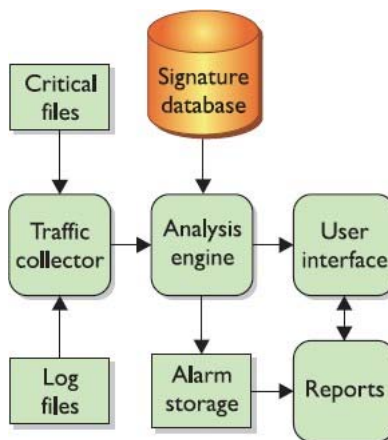 Critical
files
Signature
database
Traffic
collector
Analysis
engine
User
interface
Log
files
Alarm
storage
Reports